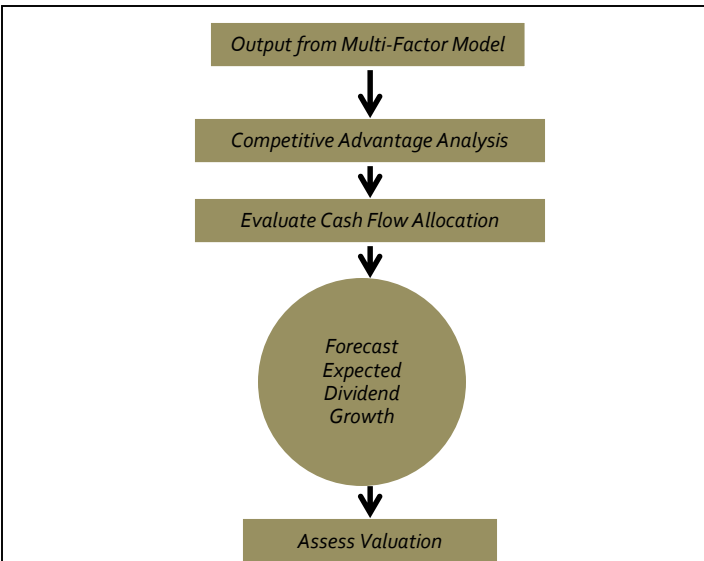 Output from Multi-Factor Model
Competitive Advantage Analysis
Evaluate Cash Flow Allocation
Forecast
Expected
Dividend
Growth
Assess Valuation